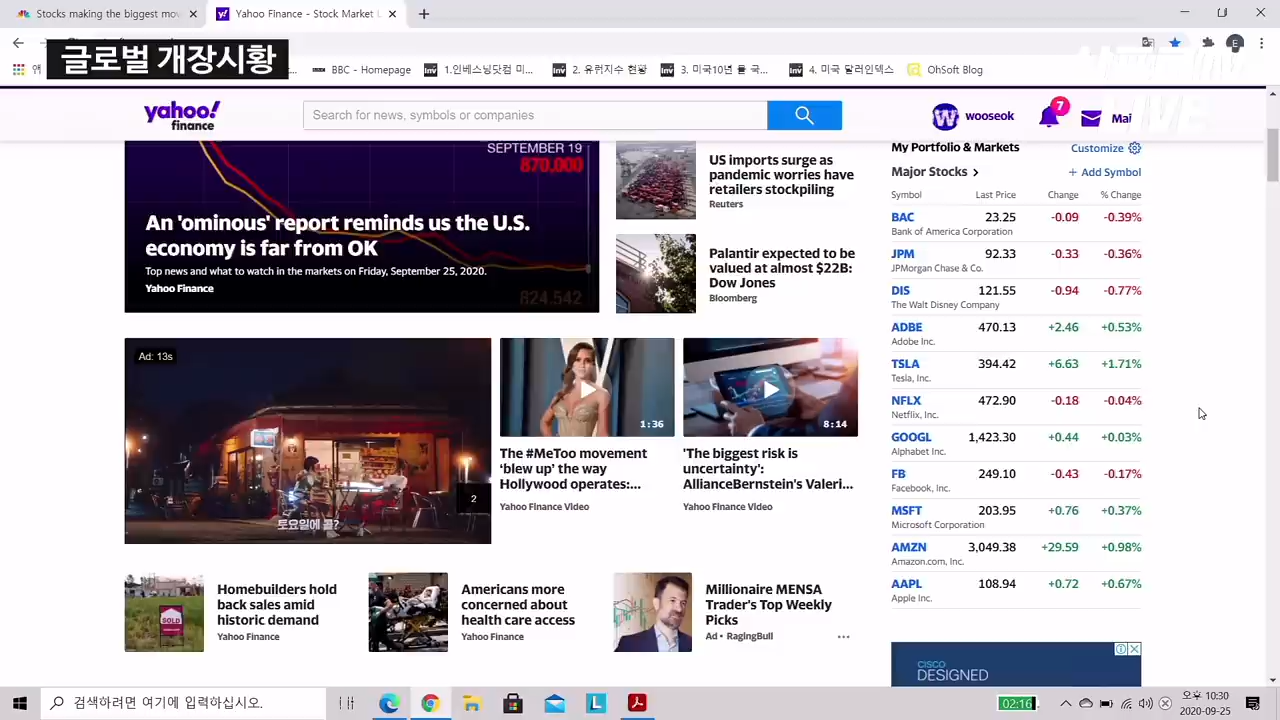 Stocks making the biggest mov
Yahoo Finance - Stock Market L
글로벌 개장시황
BBC - Homepage
1.인베스팅닷컴 미...
2. 유럽지수 현황
3. 미국10년 물 국...
4. 미국 달러인덱스
OhSoft Blog
yahoo!
finance
Search for news, symbols or companies
wooseok
7
Mai
LIVE
SEPTEMBER 19
870,000
An 'ominous' report reminds us the U.S.
economy is far from OK
Top news and what to watch in the markets on Friday, September 25, 2020.
Yahoo Finance
824,542
US imports surge as
pandemic worries have
retailers stockpiling
Reuters
Palantir expected to be
valued at almost $22B:
Dow Jones
Bloomberg
Ad: 13s
토요일에 골?
2
1:36
The #MeToo movement
‘blew up’ the way
Hollywood operates:...
Yahoo Finance Video
8:14
'The biggest risk is
uncertainty':
AllianceBernstein's Valeri...
Yahoo Finance Video
SOLD
Homebuilders hold
back sales amid
historic demand
Yahoo Finance
Americans more
concerned about
health care access
Yahoo Finance
Millionaire MENSA
Trader's Top Weekly
Picks
Ad • RagingBull
My Portfolio & Markets
Customize
Major Stocks
+ Add Symbol
Symbol Last Price Change % Change
BAC 23.25 -0.09 -0.39%
Bank of America Corporation
JPM 92.33 -0.33 -0.36%
JPMorgan Chase & Co.
DIS 121.55 -0.94 -0.77%
The Walt Disney Company
ADBE 470.13 +2.46 +0.53%
Adobe Inc.
TSLA 394.42 +6.63 +1.71%
Tesla, Inc.
NFLX 472.90 -0.18 -0.04%
Netflix, Inc.
GOOGL 1,423.30 +0.44 +0.03%
Alphabet Inc.
FB 249.10 -0.43 -0.17%
Facebook, Inc.
MSFT 203.95 +0.76 +0.37%
Microsoft Corporation
AMZN 3,049.38 +29.59 +0.98%
Amazon.com, Inc.
AAPL 108.94 +0.72 +0.67%
Apple Inc.
CISCO
DESIGNED
검색하려면 여기에 입력하십시오.
02:16
오후 10:30
2020-09-25